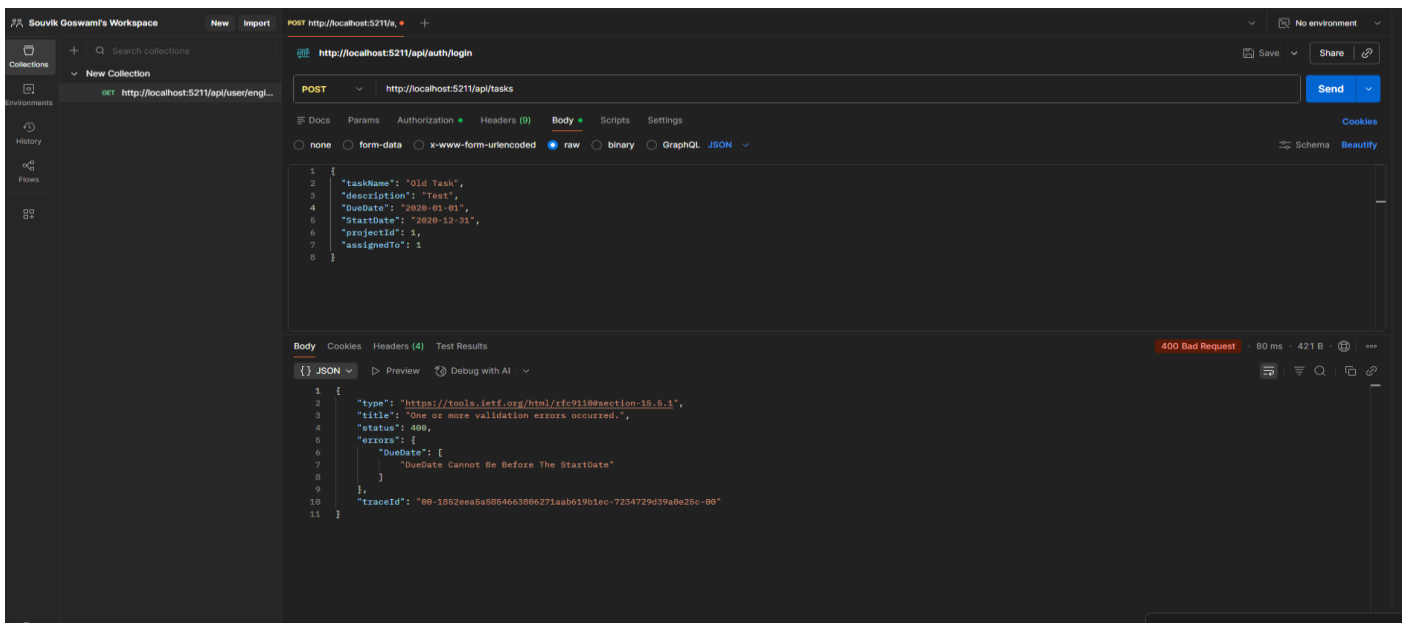 Souvik Goswami's Workspace New Import POST http://localhost:5211/a, No environment
Collections Search collections http://localhost:5211/api/auth/login Save Share
New Collection
GET http://localhost:5211/api/user/engi... POST http://localhost:5211/api/tasks Send
Environments
History
Flows
Docs Params Authorization Headers (9) Body Scripts Settings Cookies
none form-data x-www-form-urlencoded raw binary GraphQL JSON Schema Beautify
1 {
2 "taskName": "Old Task",
3 "description": "Test",
4 "DueDate": "2020-01-01",
5 "StartDate": "2020-12-31",
6 "projectId": 1,
7 "assignedTo": 1
8 }
Body Cookies Headers (4) Test Results 400 Bad Request 80 ms 421 B
{} JSON Preview Debug with AI
1 {
2 "type": "https://tools.ietf.org/html/rfc9110#section-15.5.1",
3 "title": "One or more validation errors occurred.",
4 "status": 400,
5 "errors": {
6 "DueDate": [
7 "DueDate Cannot Be Before The StartDate"
8 ]
9 },
10 "traceId": "00-1852eea5a5854663806271aab619b1ec-7234729d39a0e25c-00"
11 }